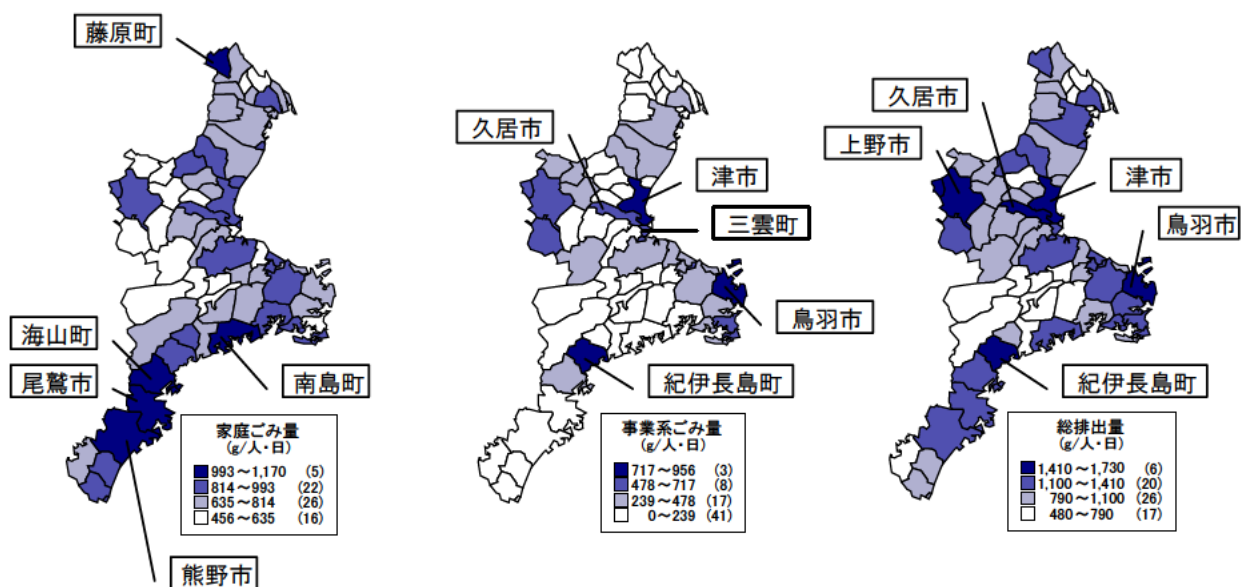 藤原町
海山町
尾鷲市
南島町
熊野市
家庭ごみ量
(g/人・日)
993～1,170 (5)
814～993 (22)
635～814 (26)
456～635 (16)
久居市
津市
三雲町
鳥羽市
紀伊長島町
事業系ごみ量
(g/人・日)
717～956 (3)
478～717 (8)
239～478 (17)
0～239 (41)
久居市
上野市
津市
鳥羽市
紀伊長島町
総排出量
(g/人・日)
1,410～1,730 (6)
1,100～1,410 (20)
790～1,100 (26)
480～790 (17)